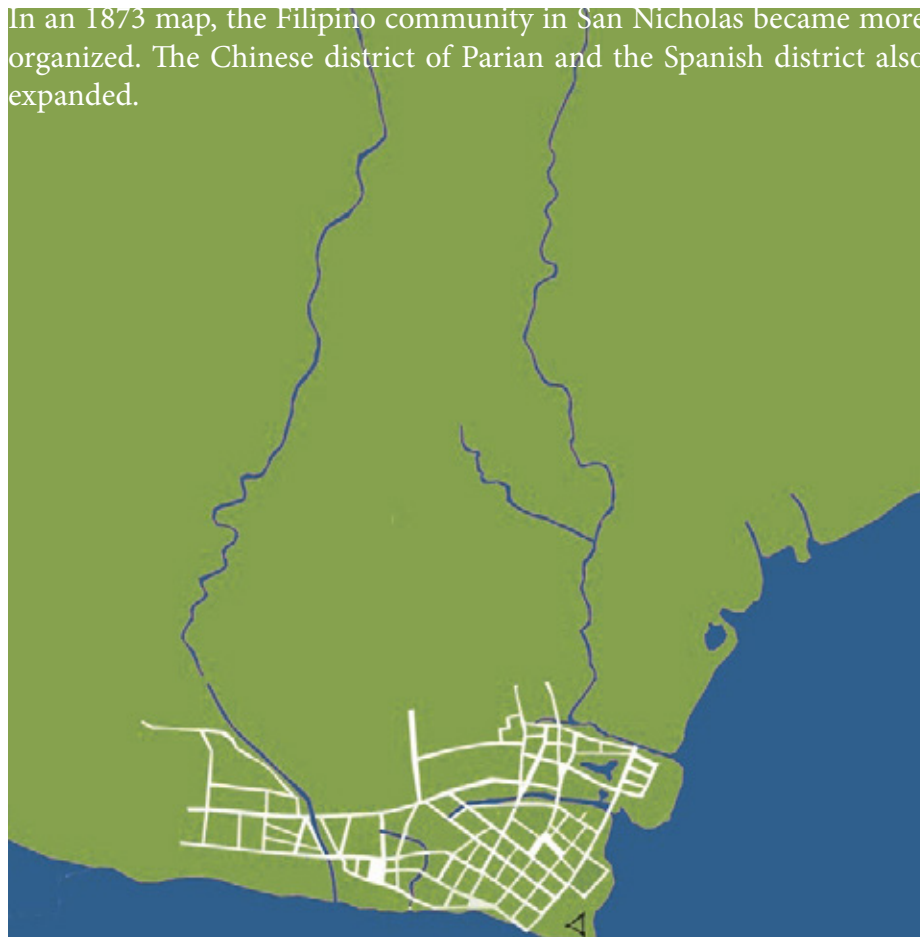 In an 1873 map, the Filipino community in San Nicholas became more
organized. The Chinese district of Parian and the Spanish district also
expanded.